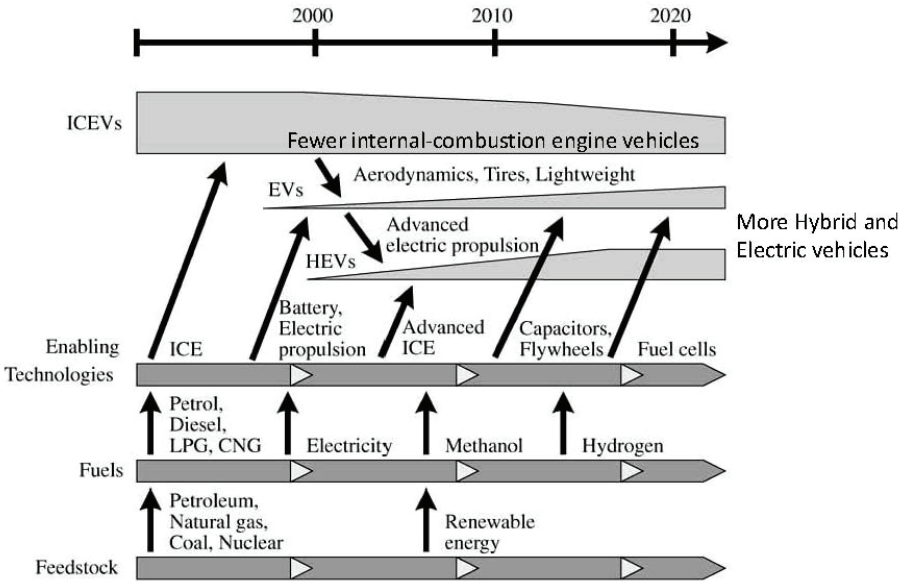 2000
2010
2020
ICEVs
Fewer internal-combustion engine vehicles
Aerodynamics, Tires, Lightweight
EVs
Advanced
electric propulsion
More Hybrid and
Electric vehicles
HEVs
Battery,
Electric
propulsion
Advanced
ICE
Capacitors,
Flywheels
Fuel cells
Enabling
Technologies
ICE
Petrol,
Diesel,
LPG, CNG
Electricity
Methanol
Hydrogen
Fuels
Petroleum,
Natural gas,
Coal, Nuclear
Renewable
energy
Feedstock